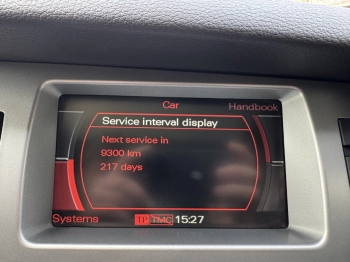 Car
Handbook
Service interval display
Next service in
9300 km
217 days
Systems
TP TMC 15:27